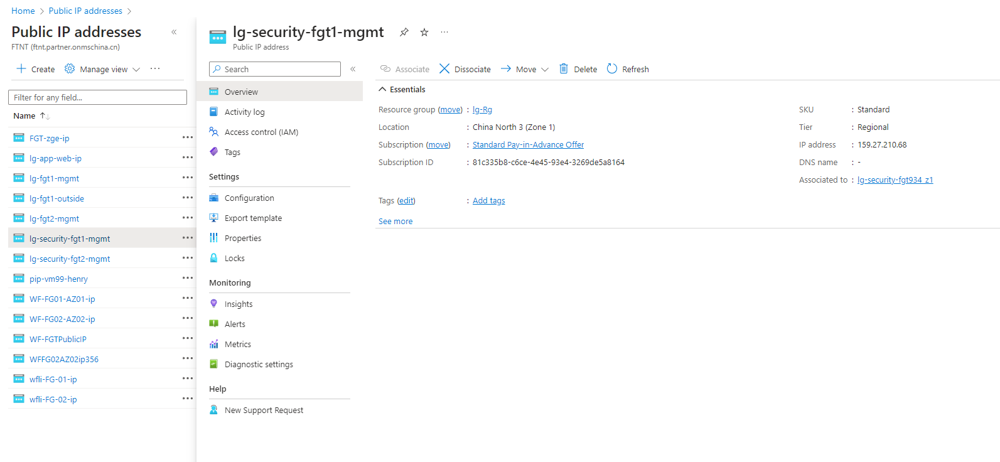 Home > Public IP addresses >
Public IP addresses
FTNT (ftnt.partner.onmschina.cn)
Create
Manage view
Filter for any field...
Name
FGT-zge-ip
lg-app-web-ip
lg-fgt1-mgmt
lg-fgt1-outside
lg-fgt2-mgmt
lg-security-fgt1-mgmt
lg-security-fgt2-mgmt
pip-vm99-henry
WF-FG01-AZ01-ip
WF-FG02-AZ02-ip
WF-FGTPublicIP
WFFG02AZ02ip356
wfli-FG-01-ip
wfli-FG-02-ip
lg-security-fgt1-mgmt
Public IP address
Search
Overview
Activity log
Access control (IAM)
Tags
Settings
Configuration
Export template
Properties
Locks
Monitoring
Insights
Alerts
Metrics
Diagnostic settings
Help
New Support Request
Associate Dissociate Move Delete Refresh
Essentials
Resource group (move) : lg-Rg
Location : China North 3 (Zone 1)
Subscription (move) : Standard Pay-in-Advance Offer
Subscription ID : 81c335b8-c6ce-4e45-93e4-3269de5a8164
Tags (edit) : Add tags
See more
SKU : Standard
Tier : Regional
IP address : 159.27.210.68
DNS name : -
Associated to : lg-security-fgt934_z1